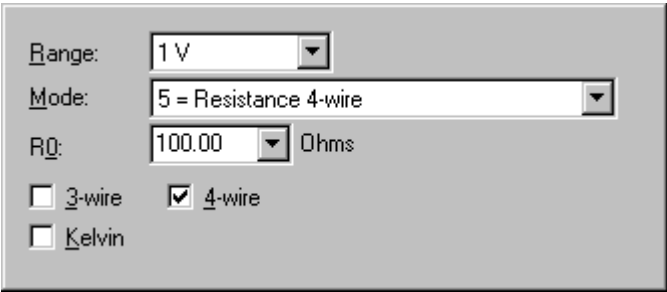 Range: 1 V
Mode: 5 = Resistance 4-wire
R0: 100.00 Ohms
3-wire 4-wire
Kelvin